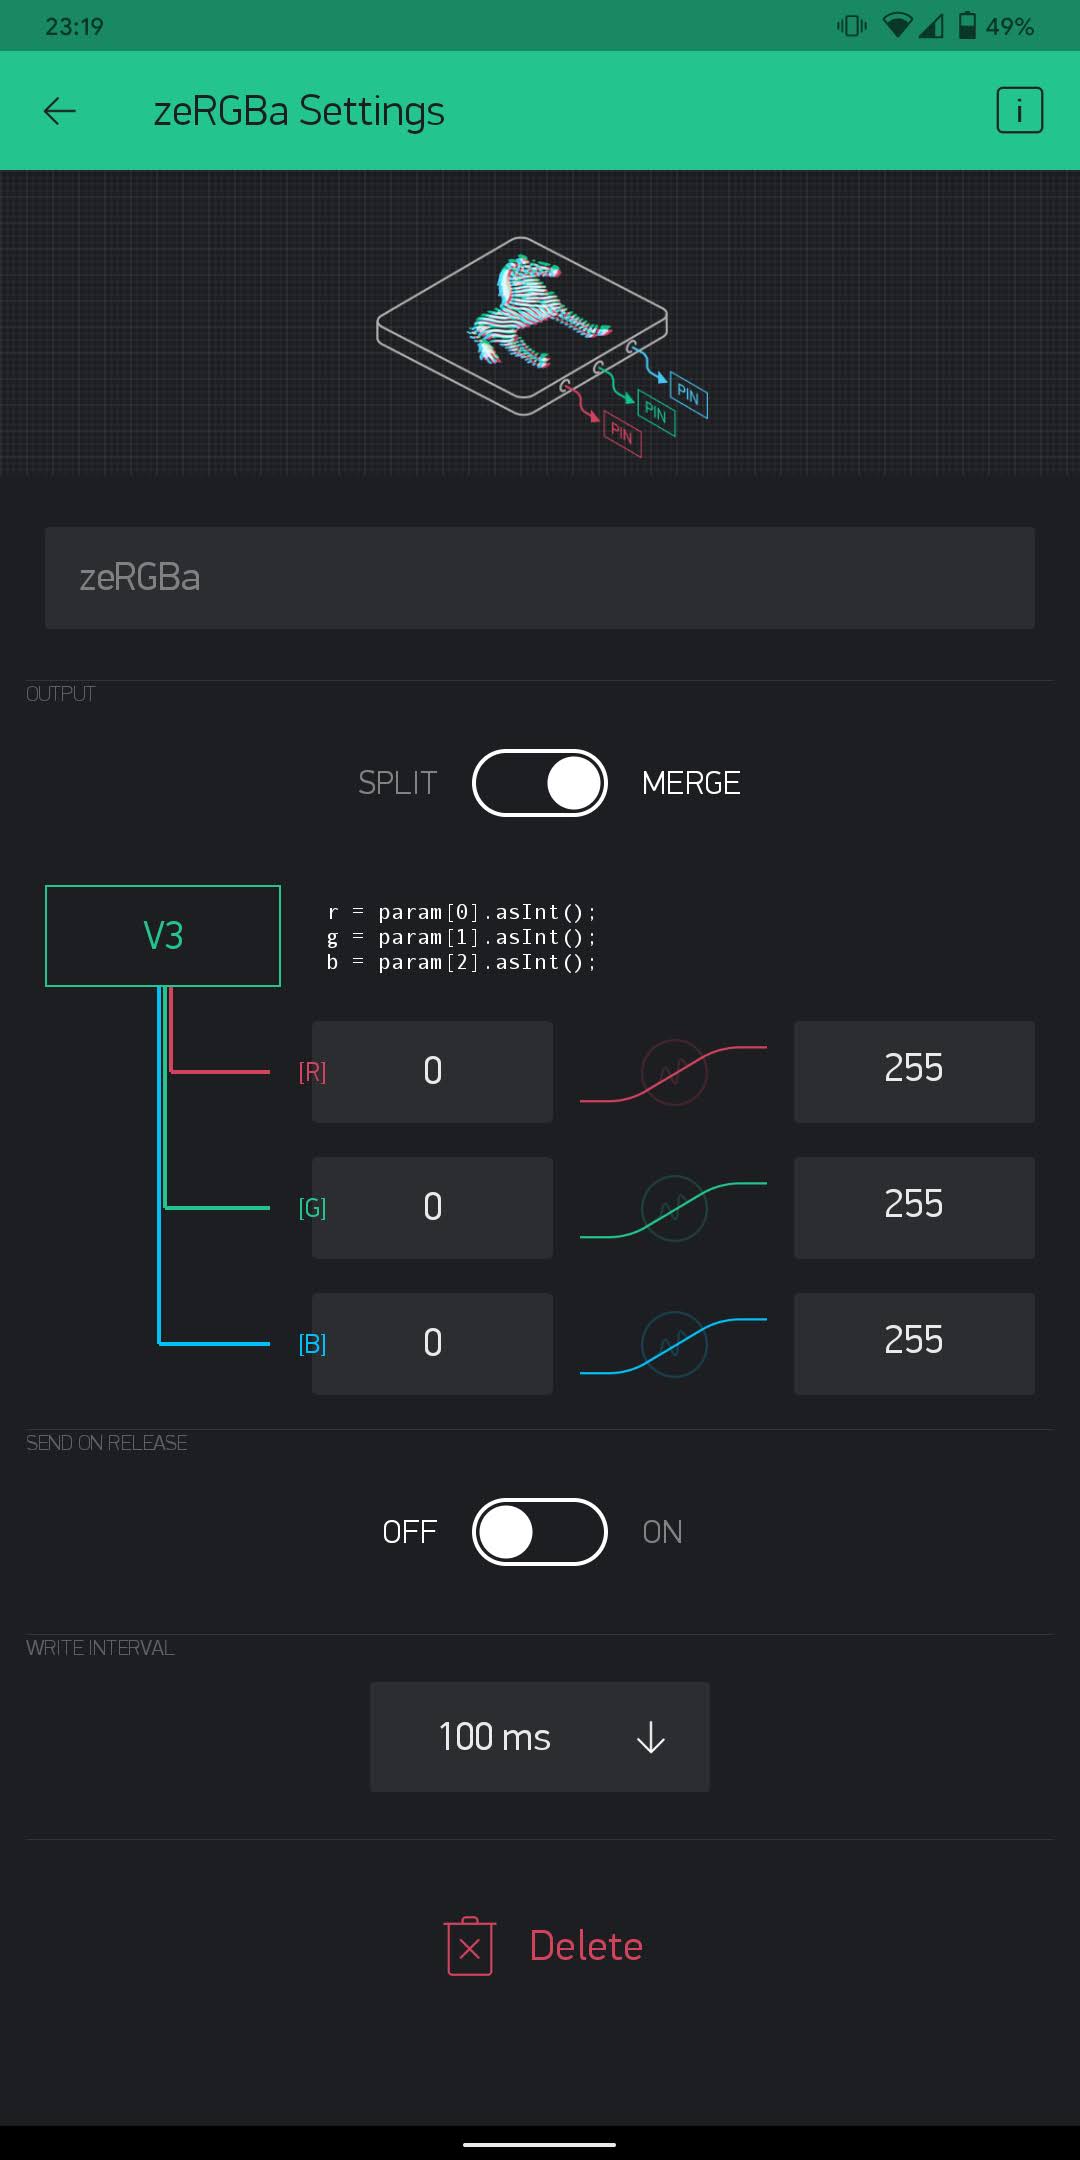 23:19
49%
zeRGBa Settings
i
PIN
PIN
PIN
zeRGBa
OUTPUT
SPLIT MERGE
V3
r = param[0].asInt();
g = param[1].asInt();
b = param[2].asInt();
[R] 0 255
[G] 0 255
[B] 0 255
SEND ON RELEASE
OFF ON
WRITE INTERVAL
100 ms
Delete